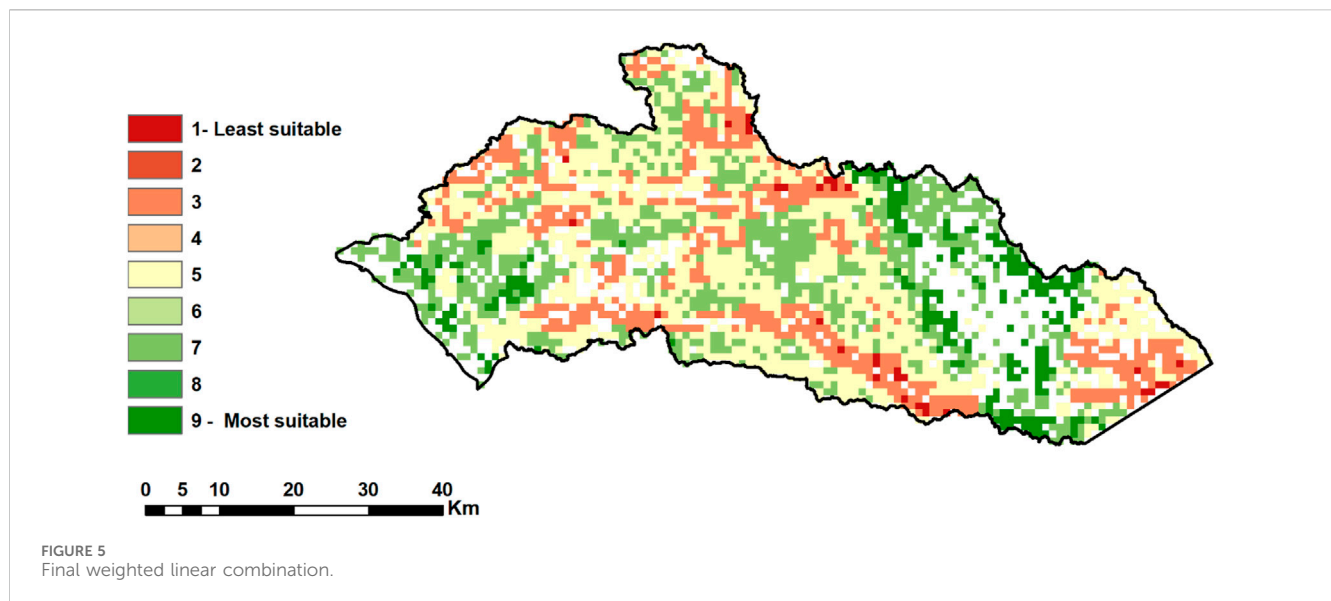 1- Least suitable
2
3
4
5
6
7
8
9 - Most suitable
0 5 10 20 30 40
Km
FIGURE 5
Final weighted linear combination.